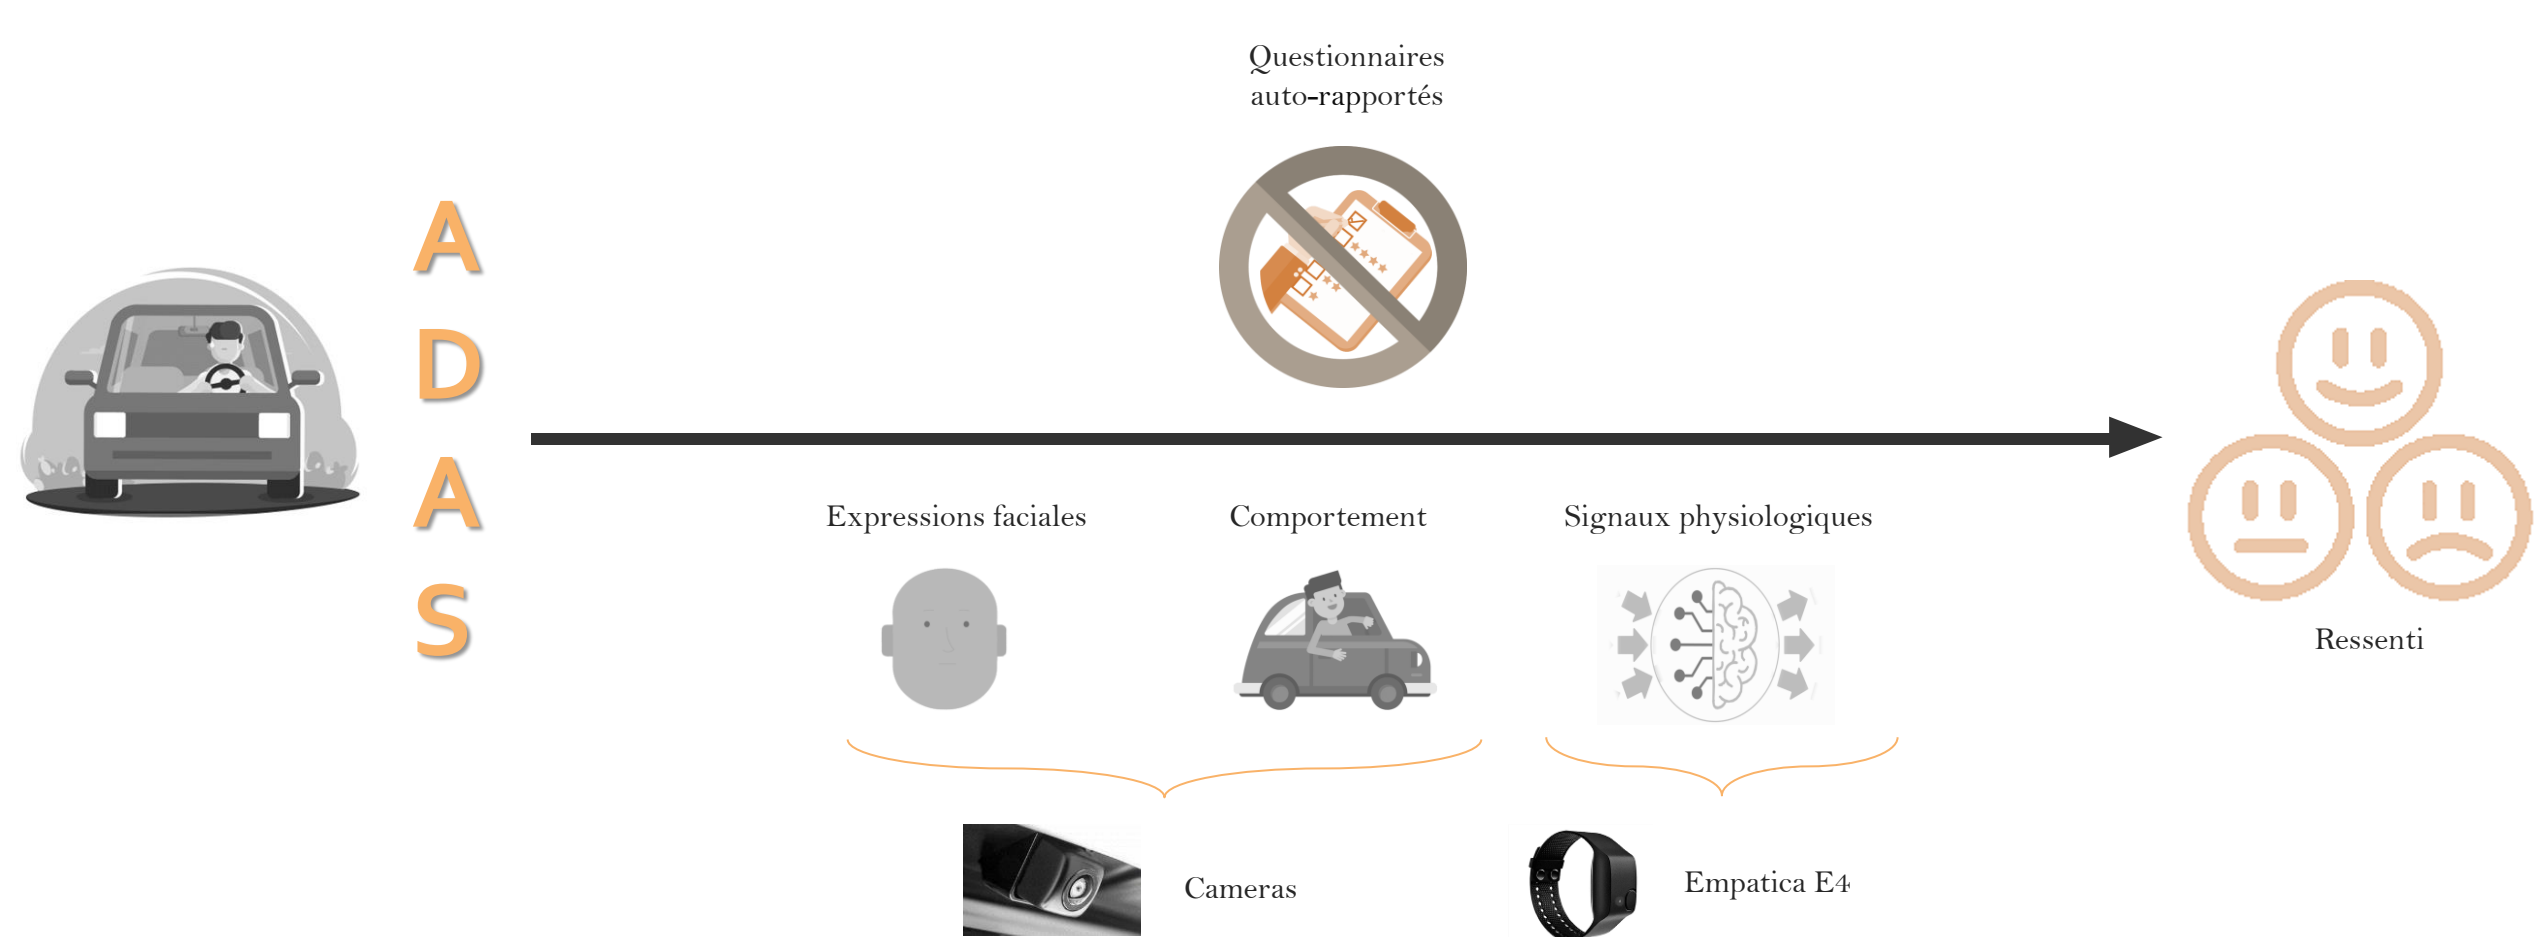 Questionnaires
auto-rapportés
A
D
A
S
Expressions faciales
Comportement
Signaux physiologiques
Ressenti
Cameras
Empatica E4